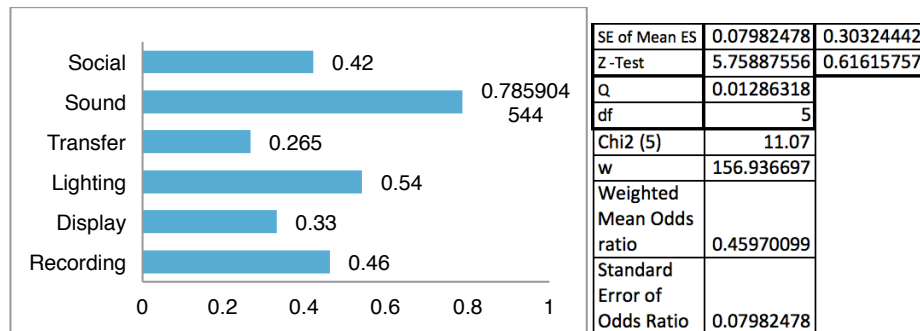 Social 0.42
Sound 0.785904
544
Transfer 0.265
Lighting 0.54
Display 0.33
Recording 0.46
0 0.2 0.4 0.6 0.8 1
SE of Mean ES 0.07982478 0.30324442
Z -Test 5.75887556 0.61615757
Q 0.01286318
df 5
Chi2 (5) 11.07
w 156.936697
Weighted
Mean Odds
ratio 0.45970099
Standard
Error of
Odds Ratio 0.07982478